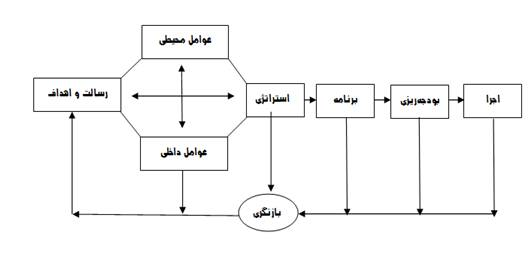 عوامل محیطی
رسالت و اهداف
استراتژی
برنامه
بودجه‌ریزی
اجرا
عوامل داخلی
بازنگری